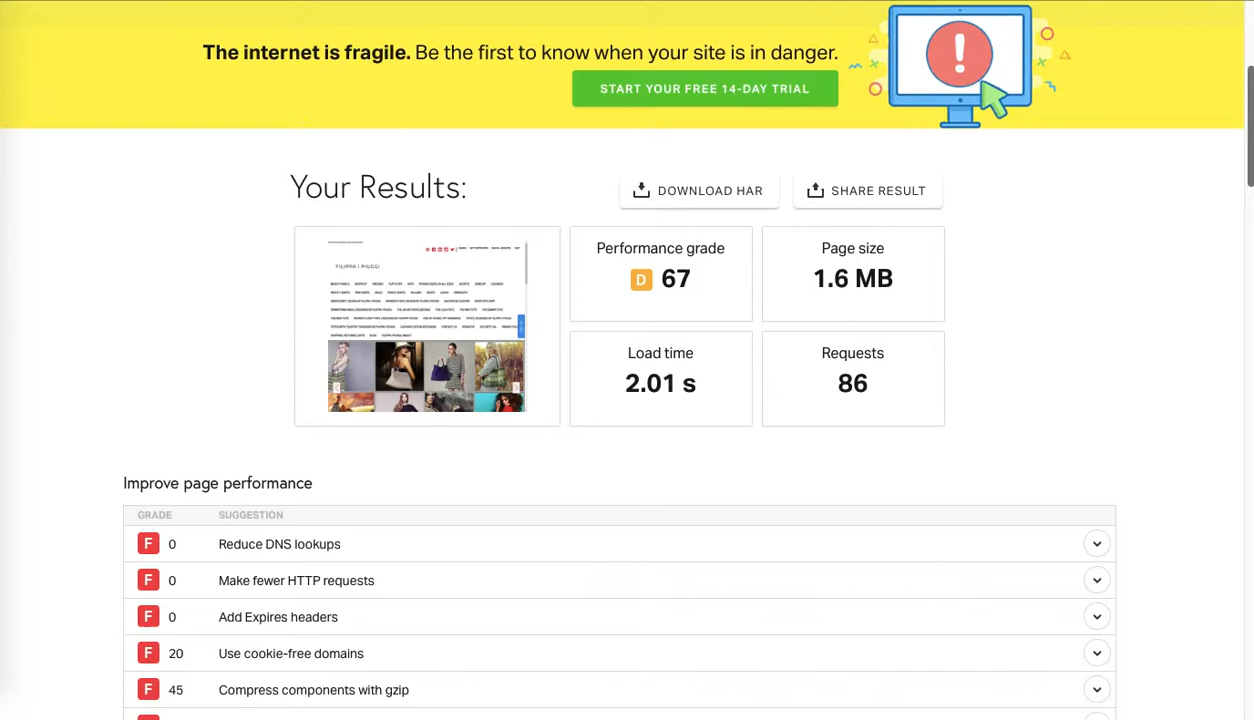 The internet is fragile. Be the first to know when your site is in danger.
START YOUR FREE 14-DAY TRIAL
Your Results:
DOWNLOAD HAR
SHARE RESULT
FILIPPA I PIUGGI
Performance grade
D 67
Page size
1.6 MB
Load time
2.01 s
Requests
86
Improve page performance
GRADE SUGGESTION
F 0 Reduce DNS lookups
F 0 Make fewer HTTP requests
F 0 Add Expires headers
F 20 Use cookie-free domains
F 45 Compress components with gzip